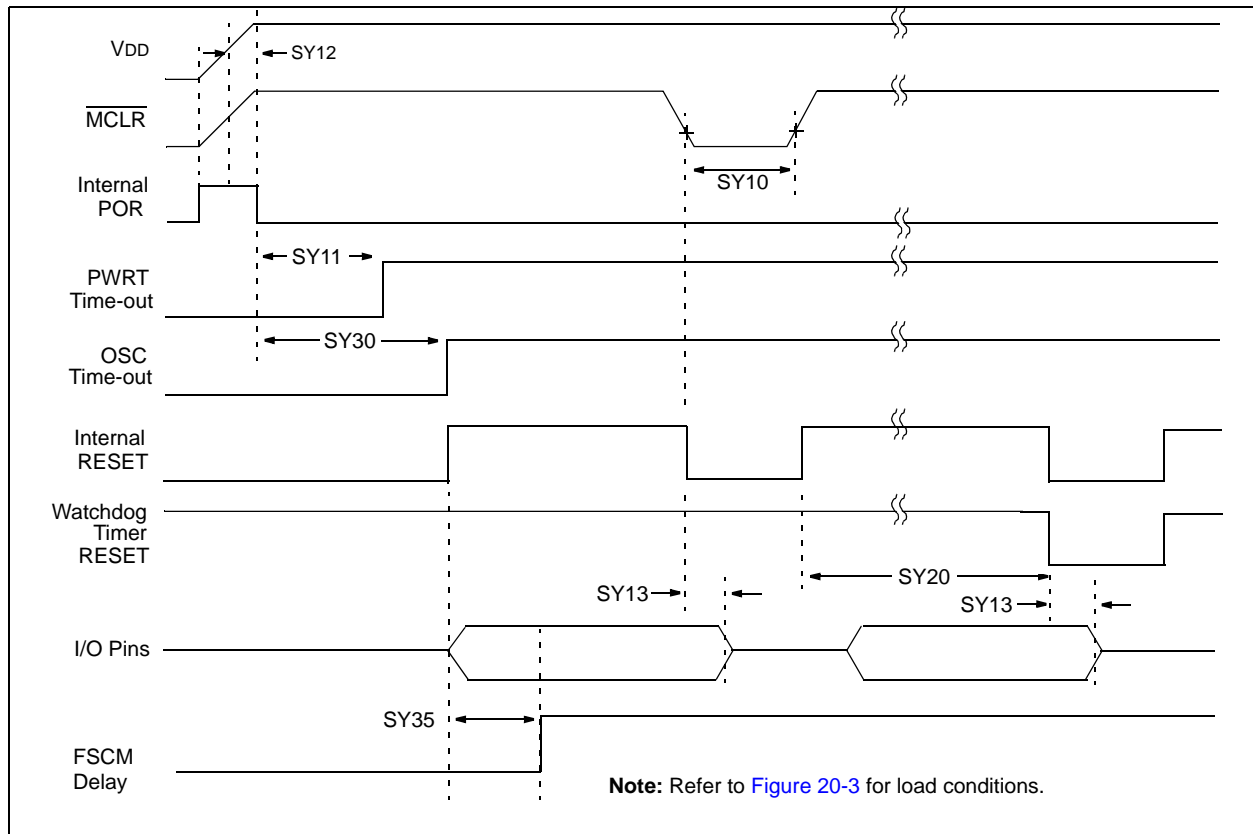 VDD
SY12
MCLR
SY10
Internal
POR
SY11
PWRT
Time-out
SY30
OSC
Time-out
Internal
RESET
Watchdog
Timer
RESET
SY20
SY13
SY13
I/O Pins
SY35
FSCM
Delay
Note: Refer to Figure 20-3 for load conditions.